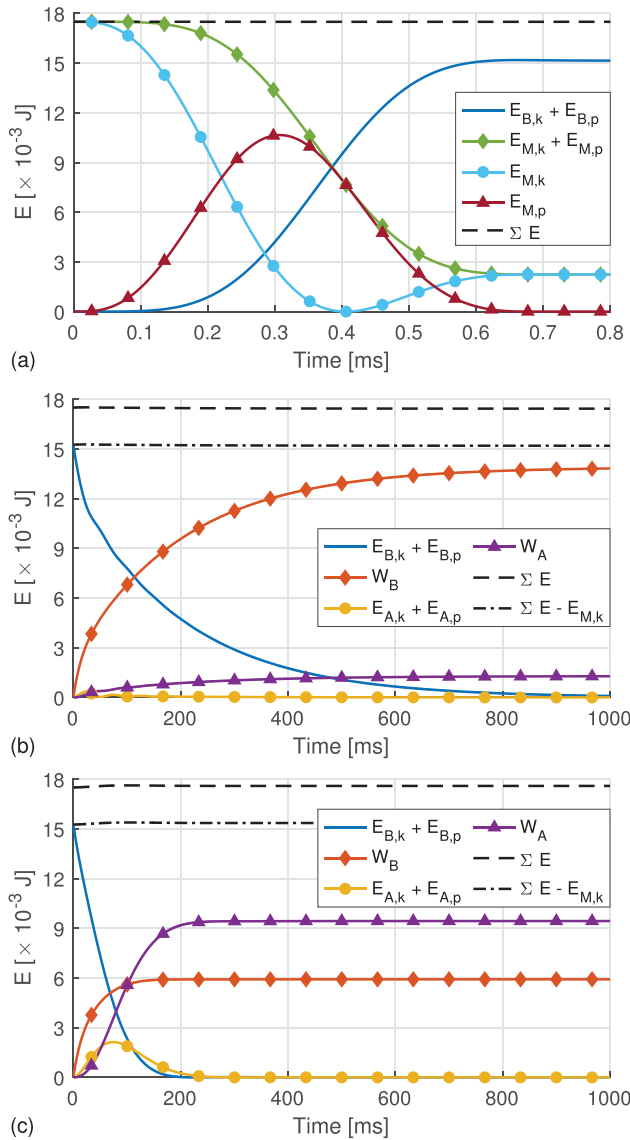 18
15
12
9
6
3
0
E [× 10⁻³ J]
E_B,k + E_B,p
E_M,k + E_M,p
E_M,k
E_M,p
Σ E
0 0.1 0.2 0.3 0.4 0.5 0.6 0.7 0.8
(a) Time [ms]
18
15
12
9
6
3
0
E [× 10⁻³ J]
E_B,k + E_B,p W_A
W_B Σ E
E_A,k + E_A,p Σ E - E_M,k
0 200 400 600 800 1000
(b) Time [ms]
18
15
12
9
6
3
0
E [× 10⁻³ J]
E_B,k + E_B,p W_A
W_B Σ E
E_A,k + E_A,p Σ E - E_M,k
0 200 400 600 800 1000
(c) Time [ms]